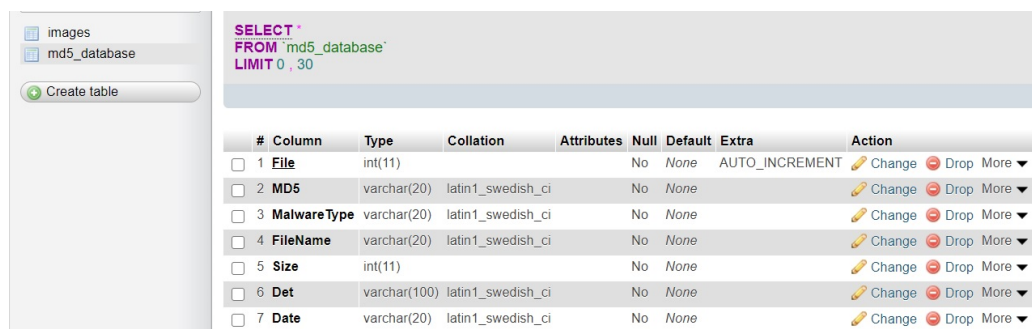 images
md5_database
Create table
SELECT *
FROM `md5_database`
LIMIT 0 , 30
# Column Type Collation Attributes Null Default Extra Action
1 File int(11) No None AUTO_INCREMENT Change Drop More
2 MD5 varchar(20) latin1_swedish_ci No None Change Drop More
3 MalwareType varchar(20) latin1_swedish_ci No None Change Drop More
4 FileName varchar(20) latin1_swedish_ci No None Change Drop More
5 Size int(11) No None Change Drop More
6 Det varchar(100) latin1_swedish_ci No None Change Drop More
7 Date varchar(20) latin1_swedish_ci No None Change Drop More